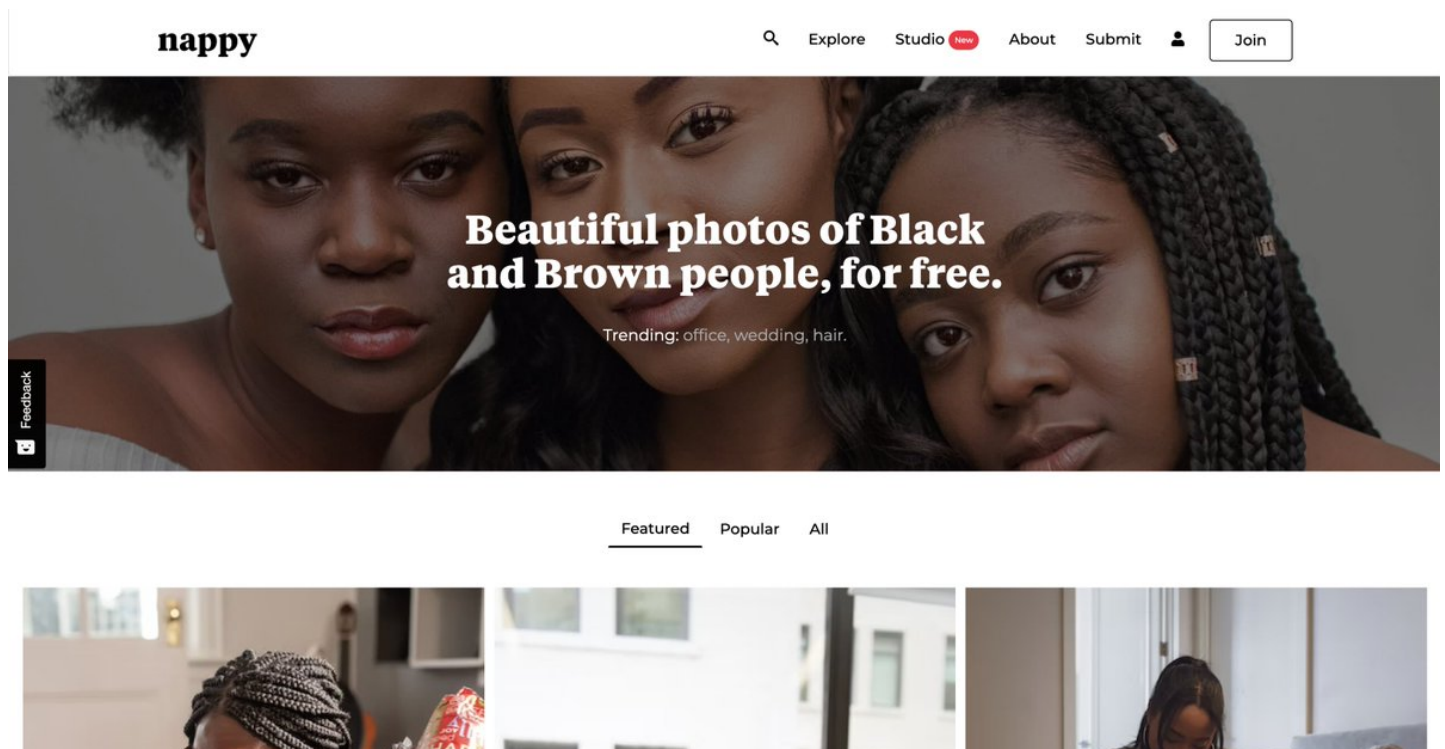 nappy
Explore Studio New About Submit Join
Beautiful photos of Black
and Brown people, for free.
Trending: office, wedding, hair.
Feedback
Featured Popular All